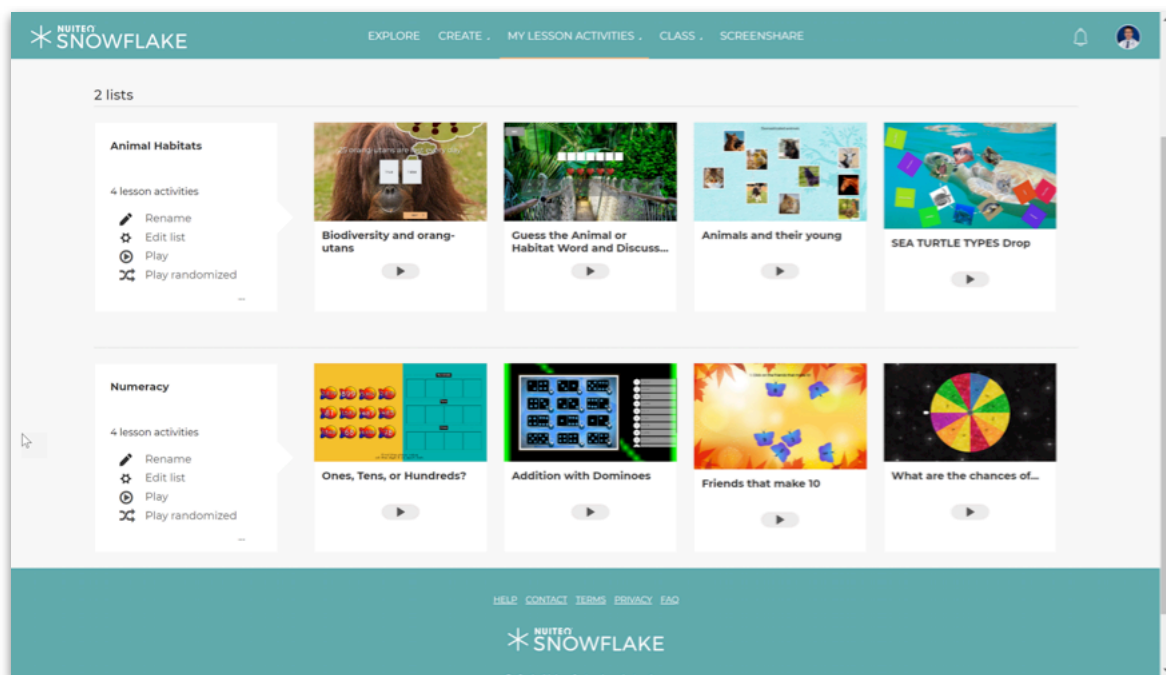 NUITEQ
SNOWFLAKE
EXPLORE CREATE . MY LESSON ACTIVITIES . CLASS . SCREENSHARE
2 lists
Animal Habitats
4 lesson activities
Rename
Edit list
Play
Play randomized
...
Biodiversity and orang-
utans
Guess the Animal or
Habitat Word and Discuss...
Animals and their young
SEA TURTLE TYPES Drop
Numeracy
4 lesson activities
Rename
Edit list
Play
Play randomized
...
Ones, Tens, or Hundreds?
Addition with Dominoes
Friends that make 10
What are the chances of...
HELP CONTACT TERMS PRIVACY FAQ
NUITEQ
SNOWFLAKE